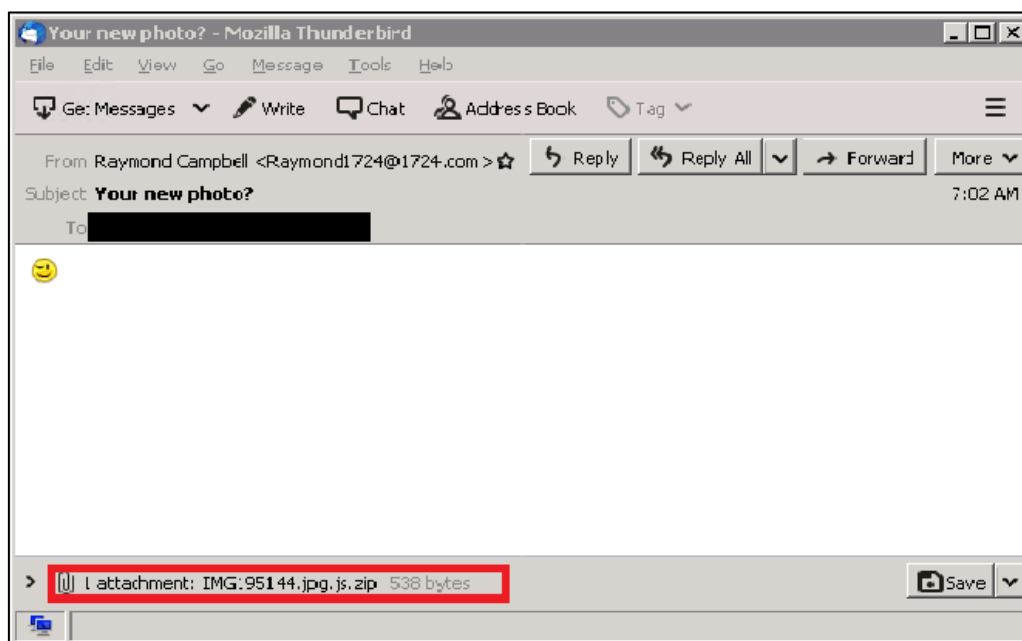 Your new photo? - Mozilla Thunderbird
File Edit View Go Message Tools Help
Get Messages Write Chat Address Book Tag
From Raymond Campbell <Raymond1724@1724.com> Reply Reply All Forward More
Subject Your new photo? 7:02 AM
To
1 attachment: IMG195144.jpg.js.zip 538 bytes Save